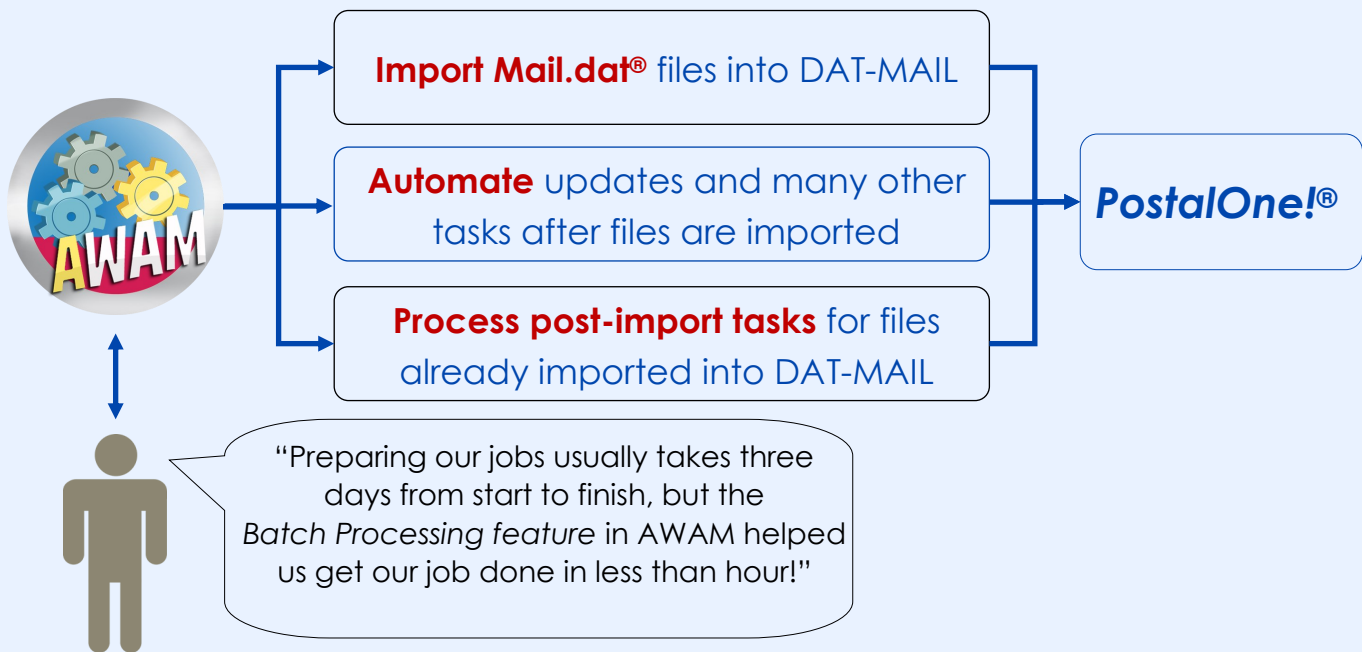 Import Mail.dat® files into DAT-MAIL
AWAM
Automate updates and many other
tasks after files are imported
PostalOne!®
Process post-import tasks for files
already imported into DAT-MAIL
“Preparing our jobs usually takes three
days from start to finish, but the
Batch Processing feature in AWAM helped
us get our job done in less than hour!”